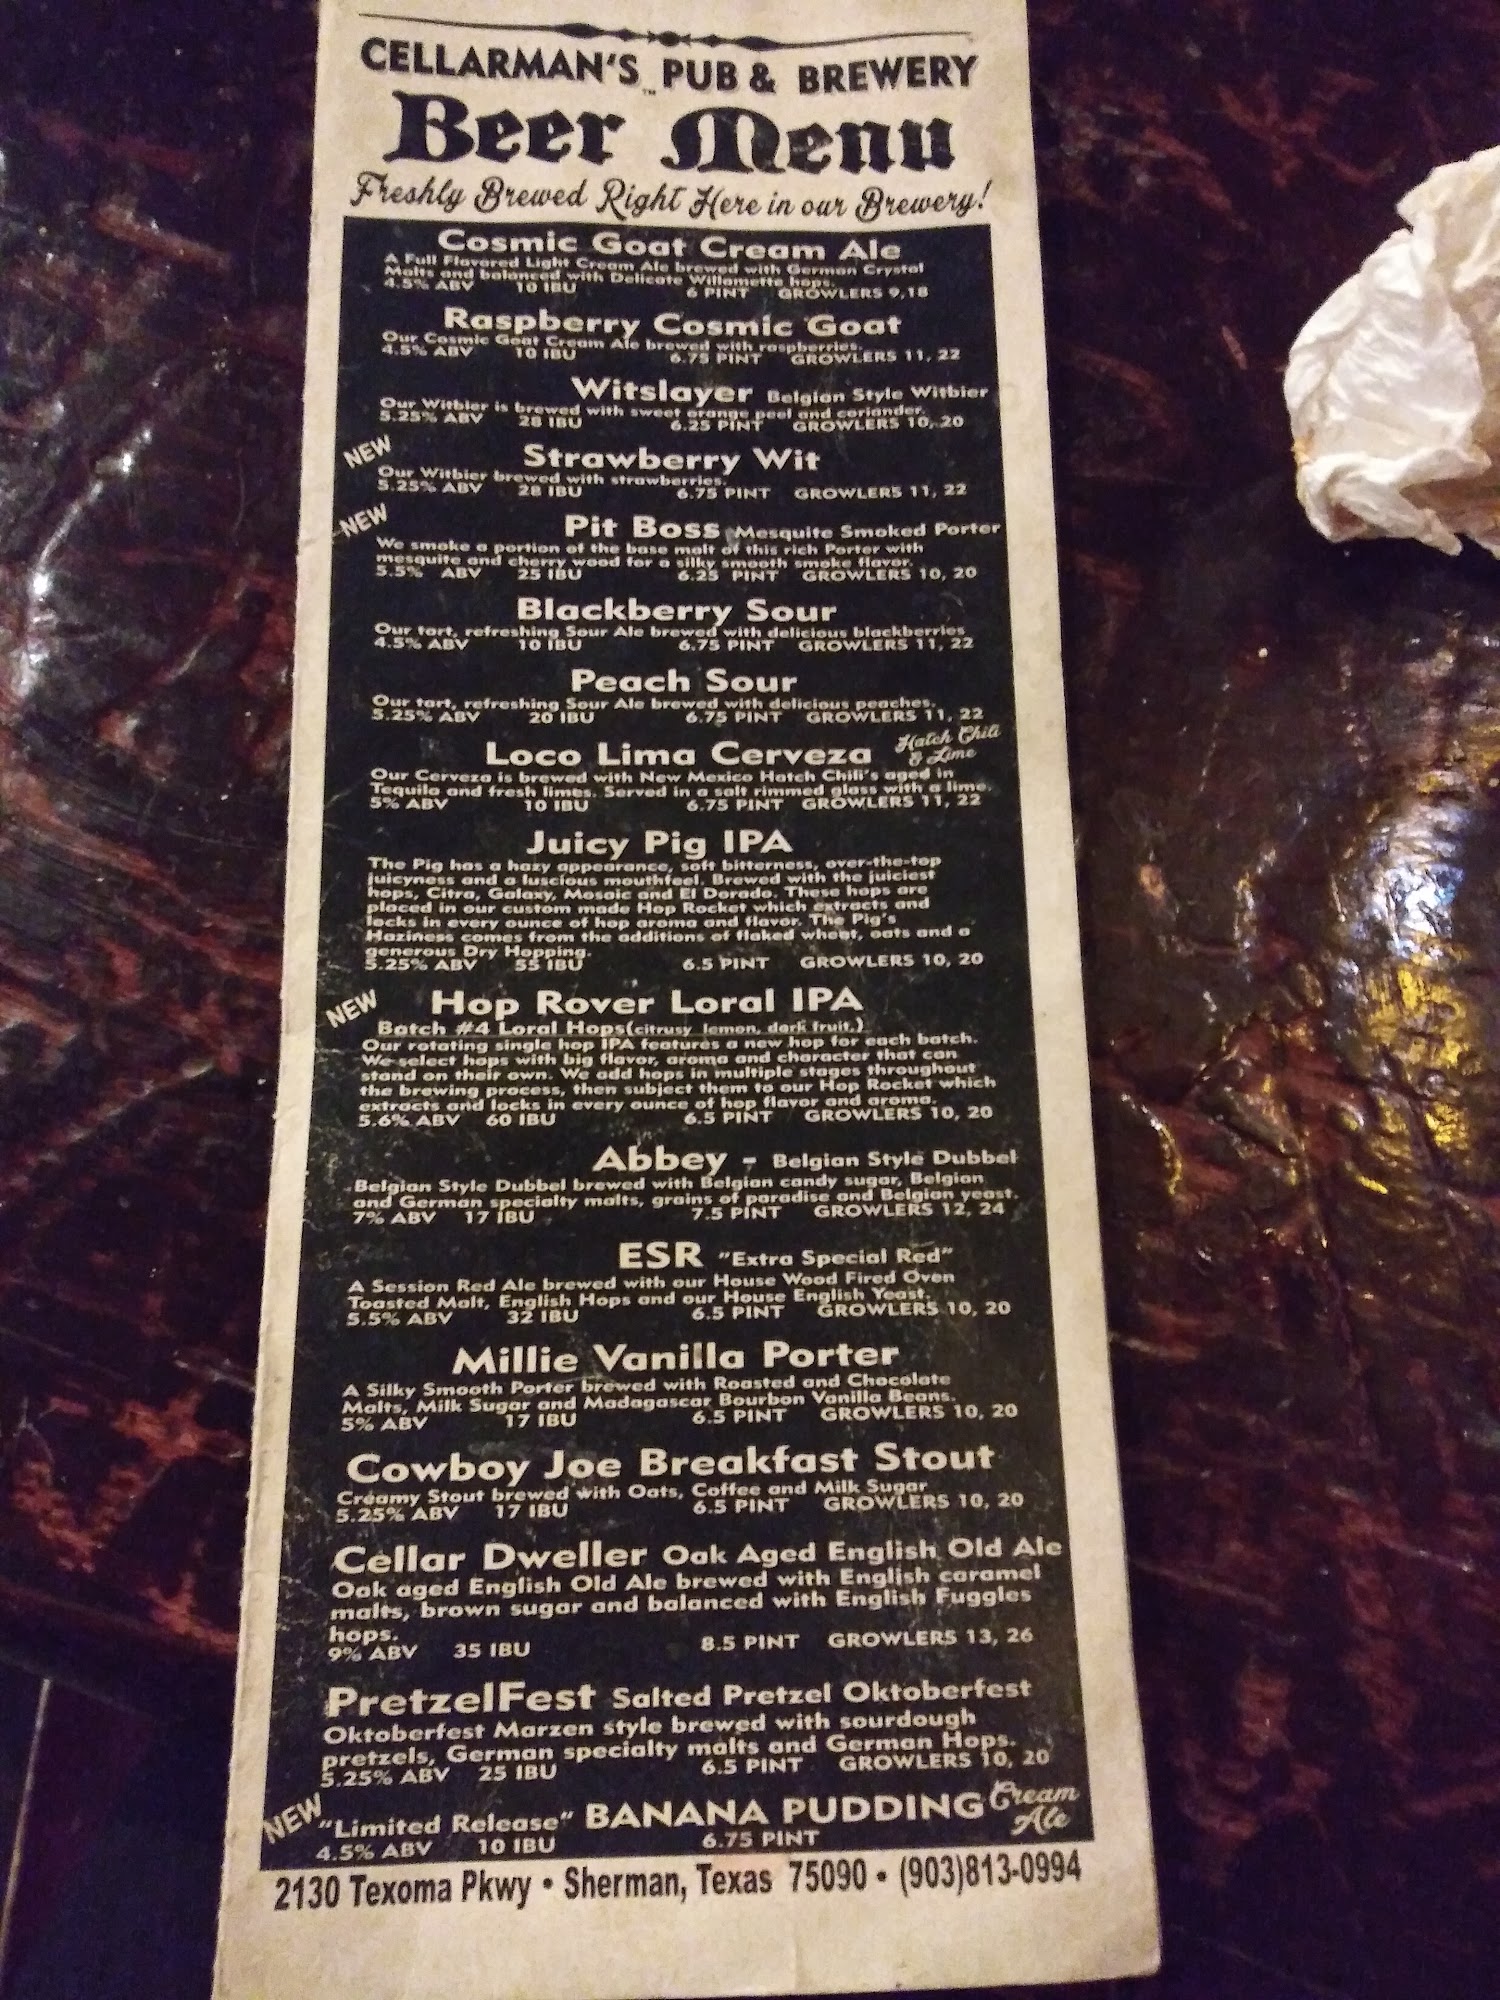 CELLARMAN'S™ PUB & BREWERY
Beer Menu
Freshly Brewed Right Here in our Brewery!
Cosmic Goat Cream Ale
A Full Flavored Light Cream Ale brewed with German Crystal
Malts and balanced with Delicate Willamette hops.
4.5% ABV 10 IBU 6 PINT GROWLERS 9,18
Raspberry Cosmic Goat
Our Cosmic Goat Cream Ale brewed with raspberries.
4.5% ABV 10 IBU 6.75 PINT GROWLERS 11, 22
Witslayer Belgian Style Witbier
Our Witbier is brewed with sweet orange peel and coriander.
5.25% ABV 28 IBU 6.25 PINT GROWLERS 10, 20
NEW Strawberry Wit
Our Witbier brewed with strawberries.
5.25% ABV 28 IBU 6.75 PINT GROWLERS 11, 22
NEW Pit Boss Mesquite Smoked Porter
We smoke a portion of the base malt of this rich Porter with
mesquite and cherry wood for a silky smooth smoke flavor.
5.5% ABV 25 IBU 6.25 PINT GROWLERS 10, 20
Blackberry Sour
Our tart, refreshing Sour Ale brewed with delicious blackberries
4.5% ABV 10 IBU 6.75 PINT GROWLERS 11, 22
Peach Sour
Our tart, refreshing Sour Ale brewed with delicious peaches.
5.25% ABV 20 IBU 6.75 PINT GROWLERS 11, 22
Loco Lima Cerveza Hatch Chili
& Lime
Our Cerveza is brewed with New Mexico Hatch Chili's aged in
Tequila and fresh limes. Served in a salt rimmed glass with a lime.
5% ABV 10 IBU 6.75 PINT GROWLERS 11, 22
Juicy Pig IPA
The Pig has a hazy appearance, soft bitterness, over-the-top
juicyness and a luscious mouthfeel. Brewed with the juiciest
hops, Citra, Galaxy, Mosaic and El Dorado. These hops are
placed in our custom made Hop Rocket which extracts and
locks in every ounce of hop aroma and flavor. The Pig's
Haziness comes from the additions of flaked wheat, oats and a
generous Dry Hopping.
5.25% ABV 55 IBU 6.5 PINT GROWLERS 10, 20
NEW Hop Rover Loral IPA
Batch #4 Loral Hops(citrusy lemon, dark fruit.)
Our rotating single hop IPA features a new hop for each batch.
We select hops with big flavor, aroma and character that can
stand on their own. We add hops in multiple stages throughout
the brewing process, then subject them to our Hop Rocket which
extracts and locks in every ounce of hop flavor and aroma.
5.6% ABV 60 IBU 6.5 PINT GROWLERS 10, 20
Abbey - Belgian Style Dubbel
Belgian Style Dubbel brewed with Belgian candy sugar, Belgian
and German specialty malts, grains of paradise and Belgian yeast.
7% ABV 17 IBU 7.5 PINT GROWLERS 12, 24
ESR "Extra Special Red"
A Session Red Ale brewed with our House Wood Fired Oven
Toasted Malt, English Hops and our House English Yeast.
5.5% ABV 32 IBU 6.5 PINT GROWLERS 10, 20
Millie Vanilla Porter
A Silky Smooth Porter brewed with Roasted and Chocolate
Malts, Milk Sugar and Madagascar Bourbon Vanilla Beans.
5% ABV 17 IBU 6.5 PINT GROWLERS 10, 20
Cowboy Joe Breakfast Stout
Creamy Stout brewed with Oats, Coffee and Milk Sugar
5.25% ABV 17 IBU 6.5 PINT GROWLERS 10, 20
Cellar Dweller Oak Aged English Old Ale
Oak aged English Old Ale brewed with English caramel
malts, brown sugar and balanced with English Fuggles
hops.
9% ABV 35 IBU 8.5 PINT GROWLERS 13, 26
PretzelFest Salted Pretzel Oktoberfest
Oktoberfest Marzen style brewed with sourdough
pretzels, German specialty malts and German Hops.
5.25% ABV 25 IBU 6.5 PINT GROWLERS 10, 20
NEW "Limited Release" BANANA PUDDING Cream
Ale
4.5% ABV 10 IBU 6.75 PINT
2130 Texoma Pkwy • Sherman, Texas 75090 • (903)813-0994